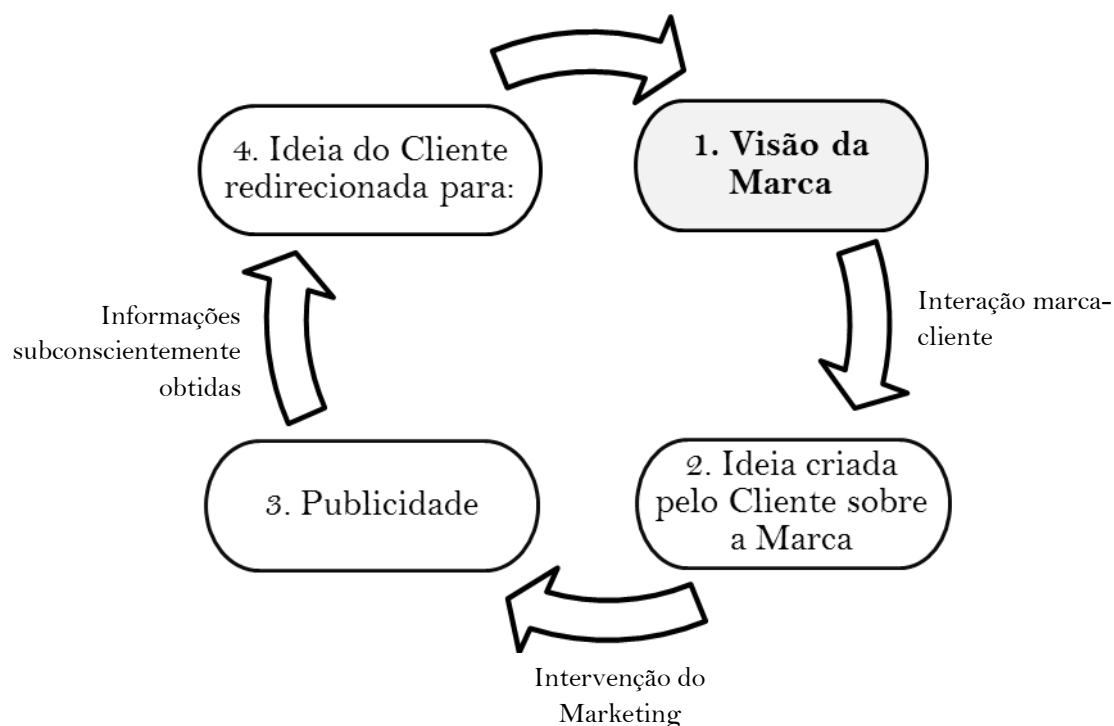 4. Ideia do Cliente
redirecionada para:
1. Visão da
Marca
Informações
subconscientemente
obtidas
Interação marca-
cliente
3. Publicidade
2. Ideia criada
pelo Cliente sobre
a Marca
Intervenção do
Marketing